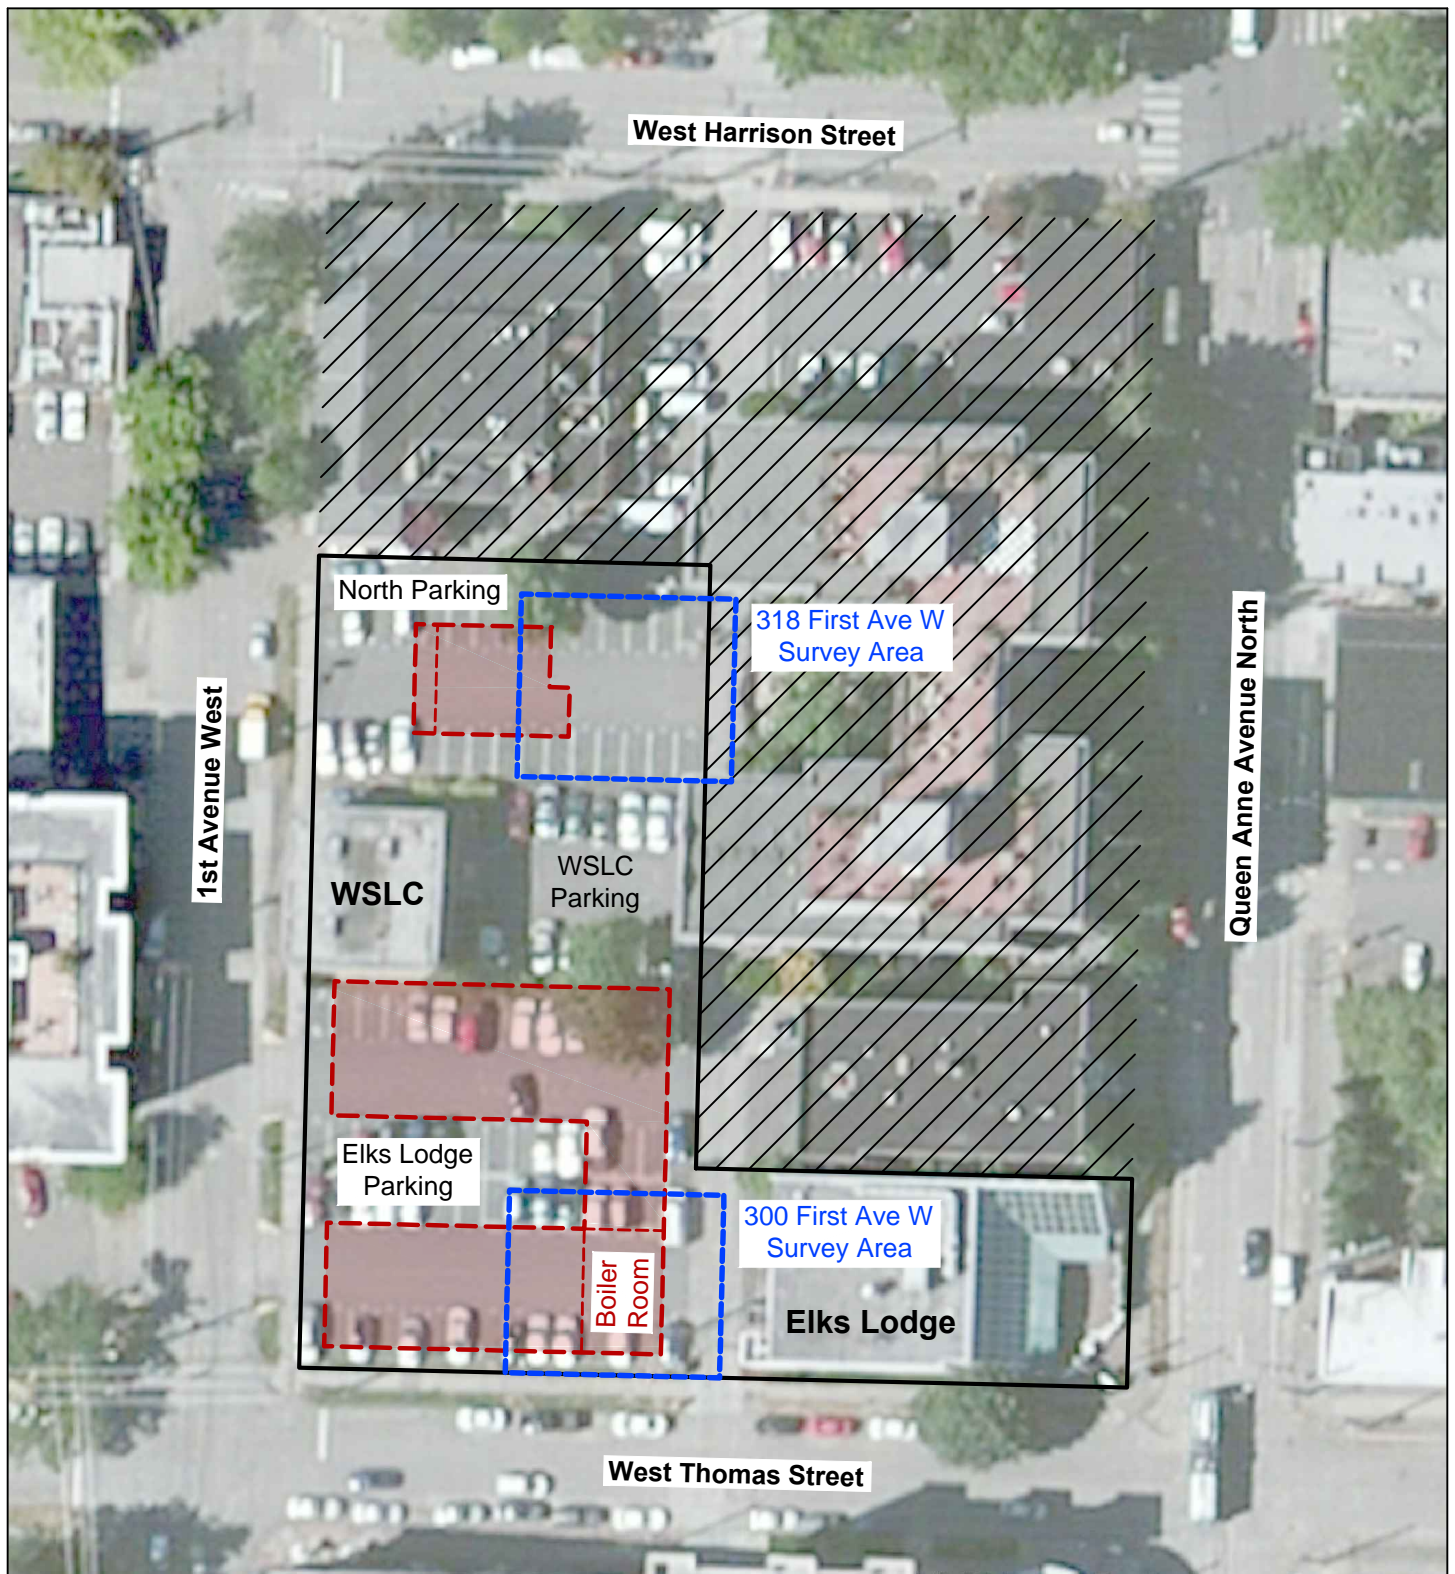 West Harrison Street
North Parking
318 First Ave W
Survey Area
1st Avenue West
Queen Anne Avenue North
WSLC
WSLC
Parking
Elks Lodge
Parking
300 First Ave W
Survey Area
Boiler
Room
Elks Lodge
West Thomas Street